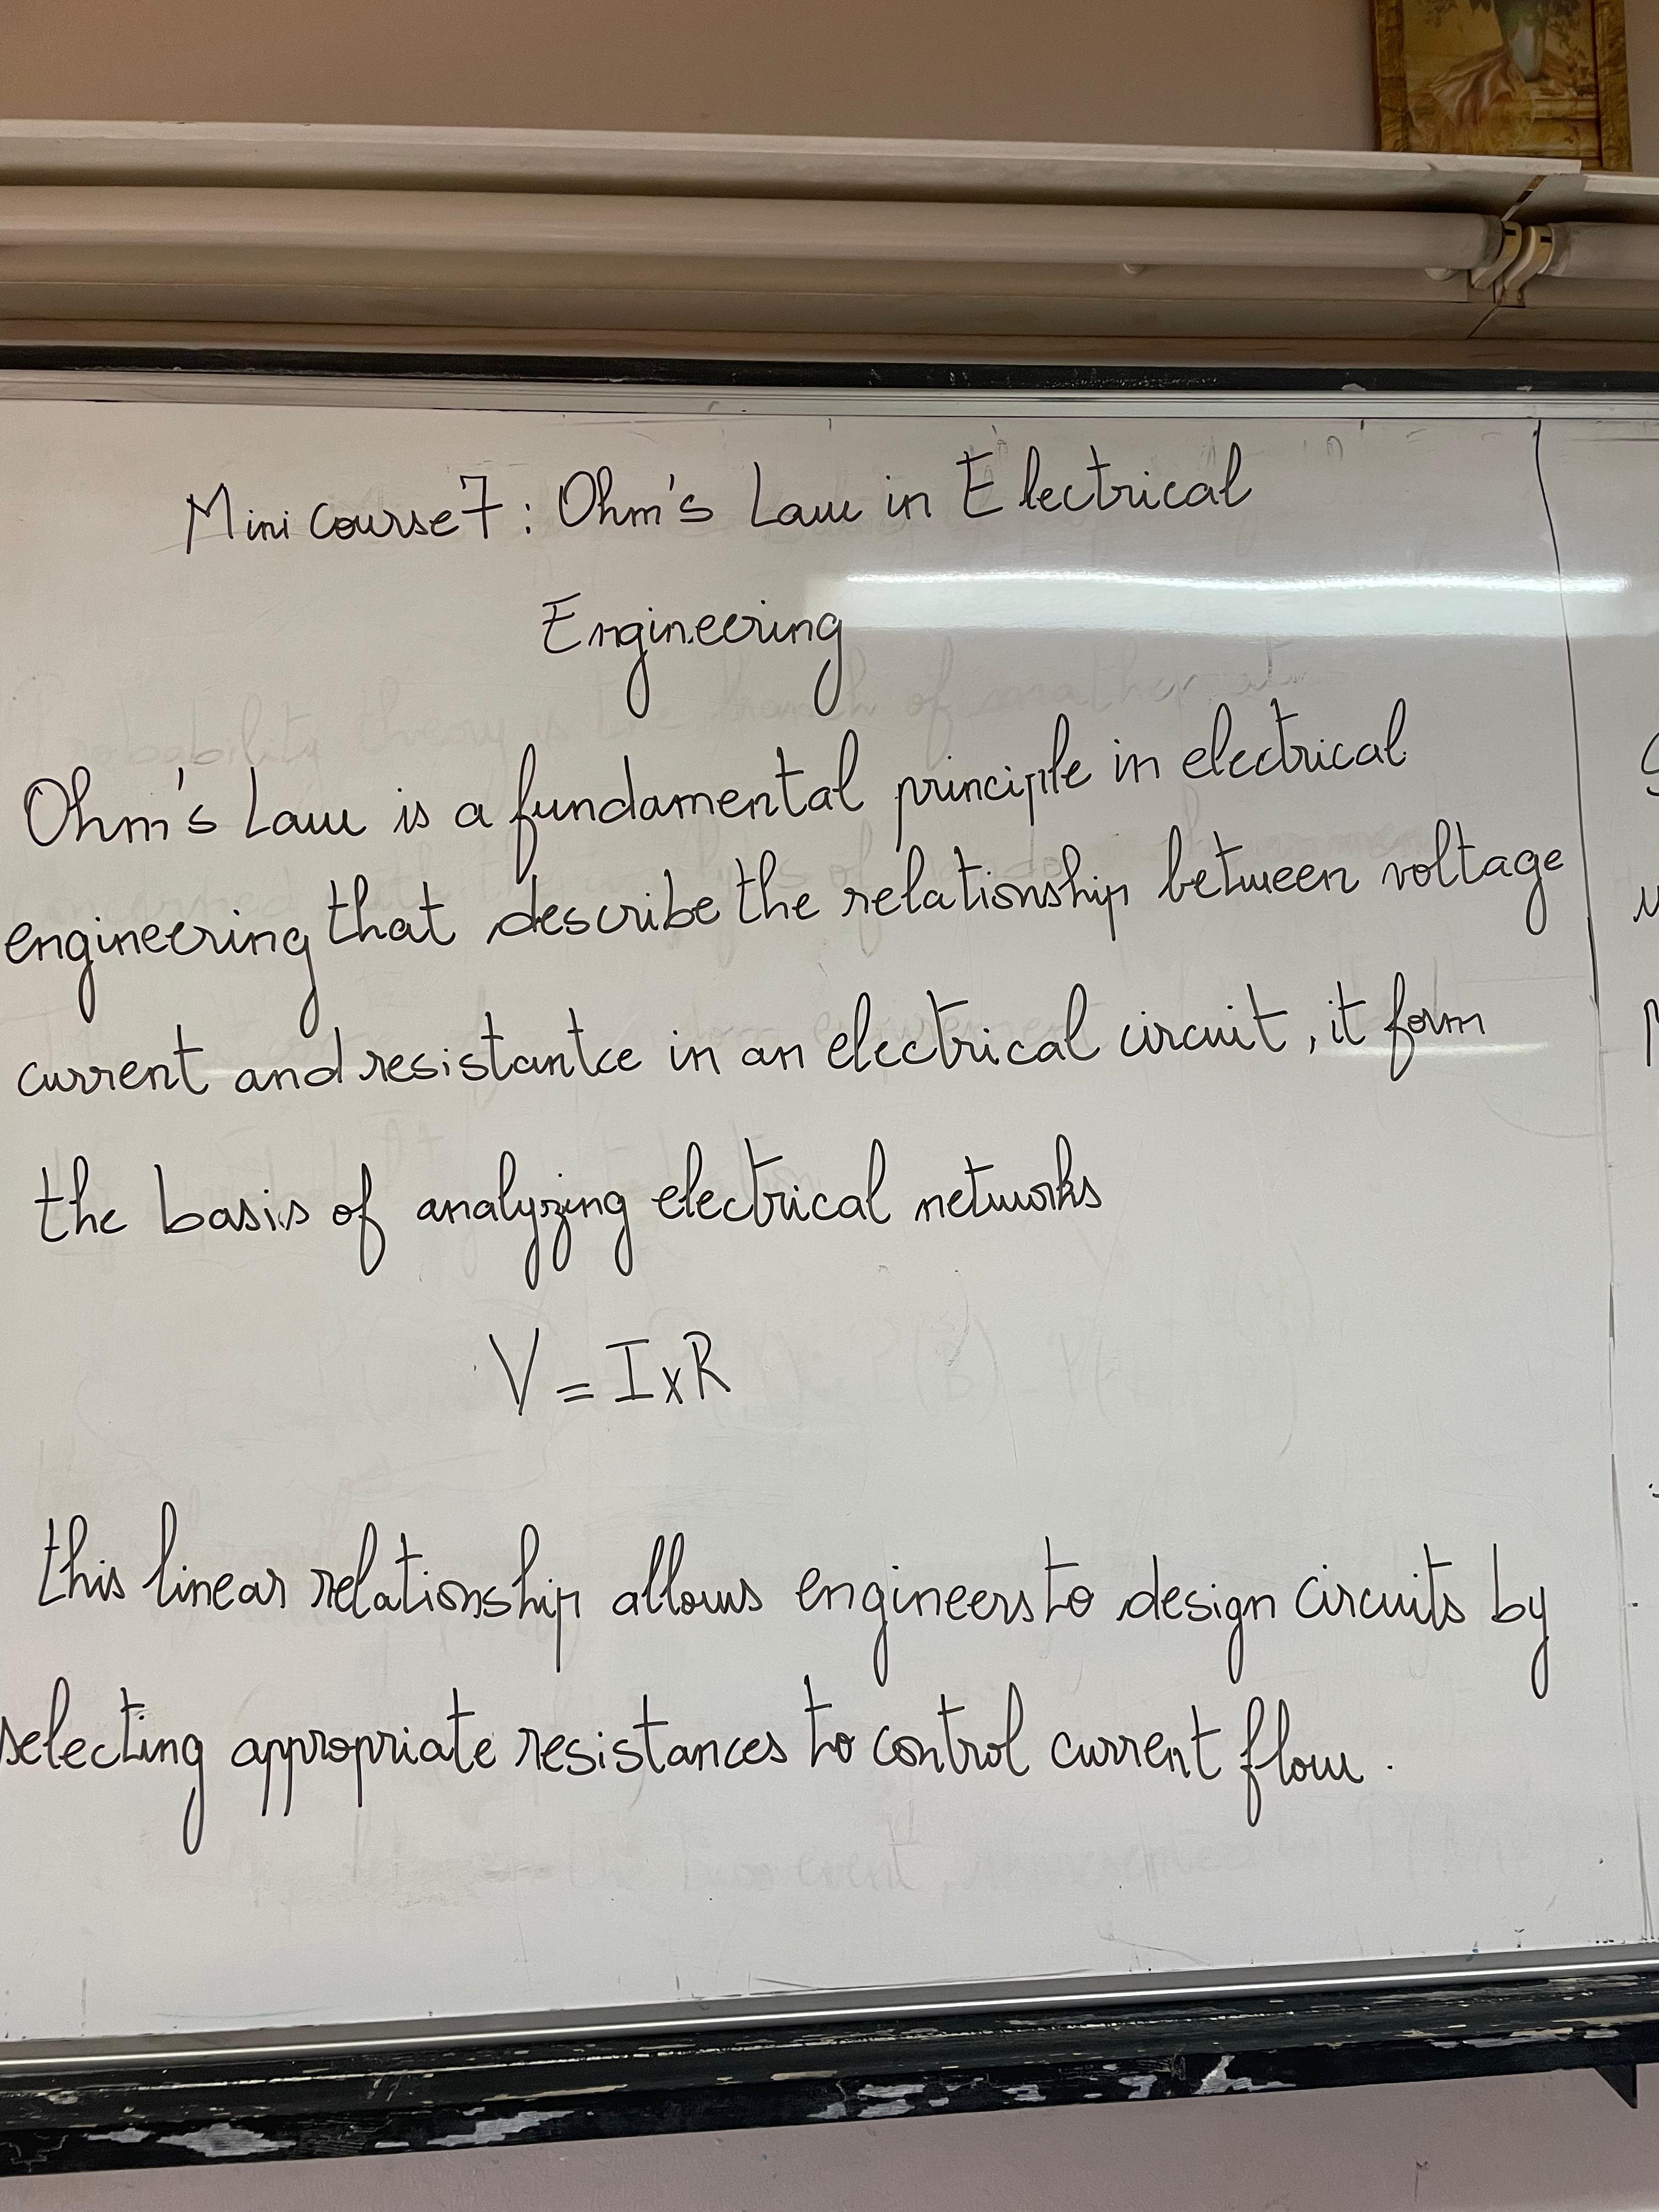 Mini Course 7 : Ohm's Law in Electrical
Engineering
Ohm's Law is a fundamental principle in electrical
engineering that describe the relationship between voltage
current and resistantce in an electrical circuit, it form
the basis of analyzing electrical networks
V = I x R
this linear relationship allows engineers to design circuits by
selecting appropriate resistances to control current flow.